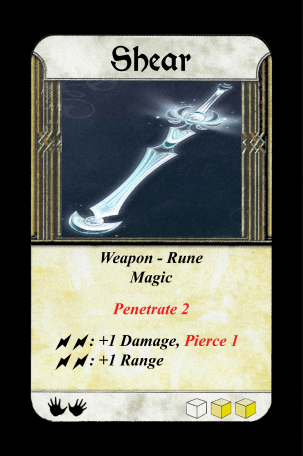 Shear
Weapon - Rune
Magic
Penetrate 2
: +1 Damage, Pierce 1
: +1 Range